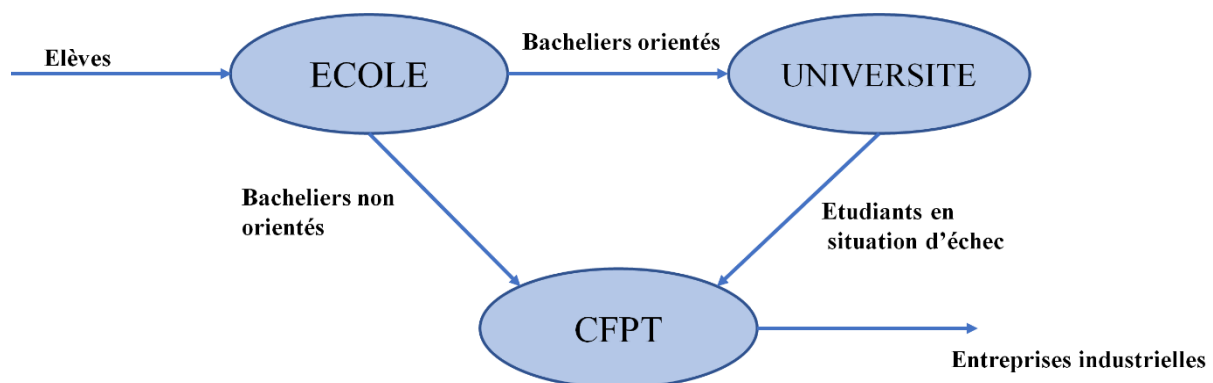 Elèves
ECOLE
Bacheliers orientés
UNIVERSITE
Bacheliers non
orientés
Etudiants en
situation d’échec
CFPT
Entreprises industrielles